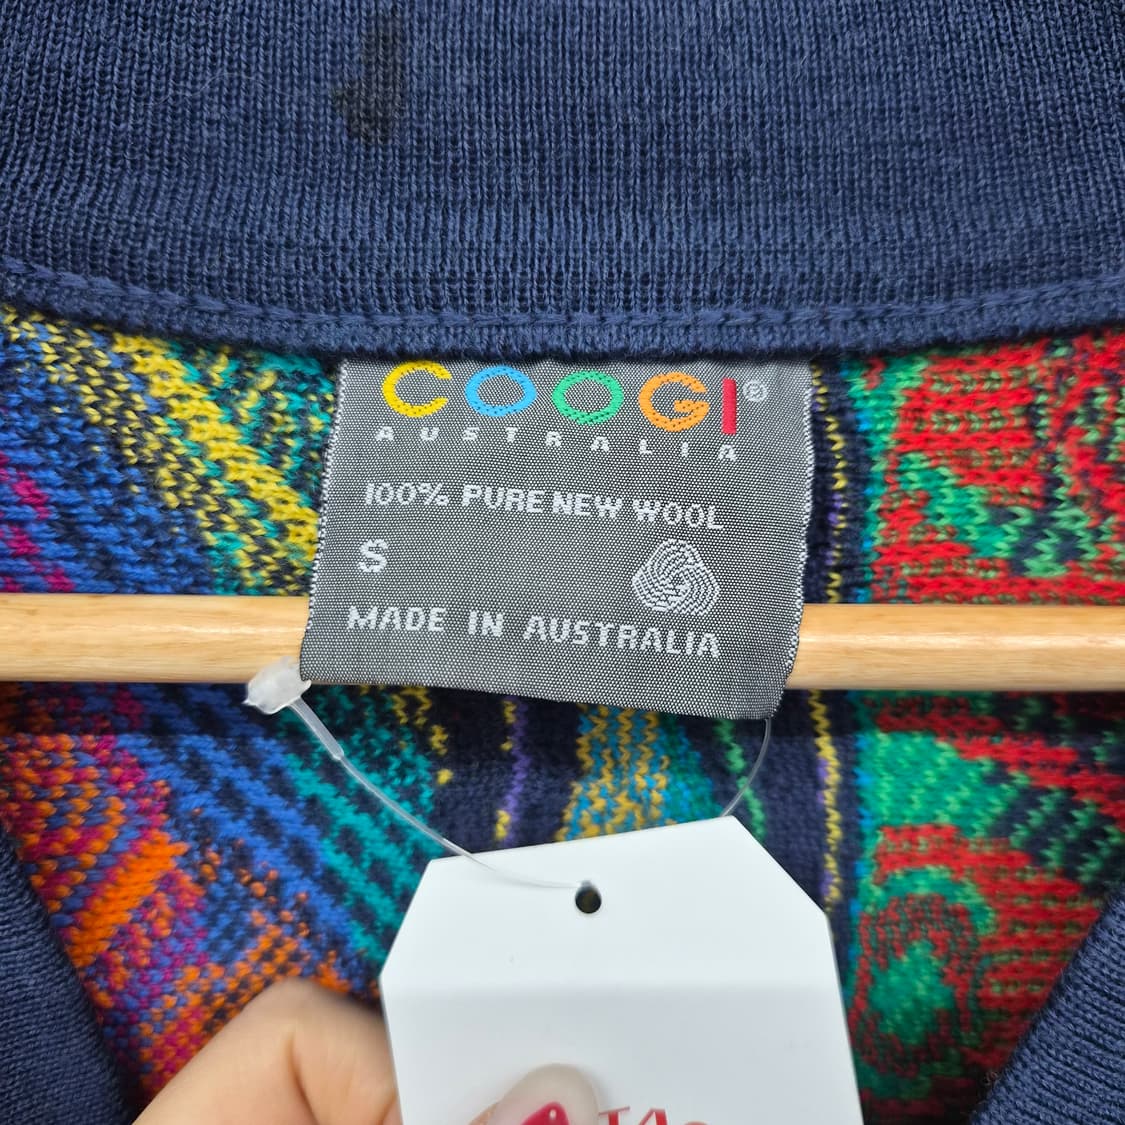 COOGI®
AUSTRALIA
100% PURE NEW WOOL
S
MADE IN AUSTRALIA